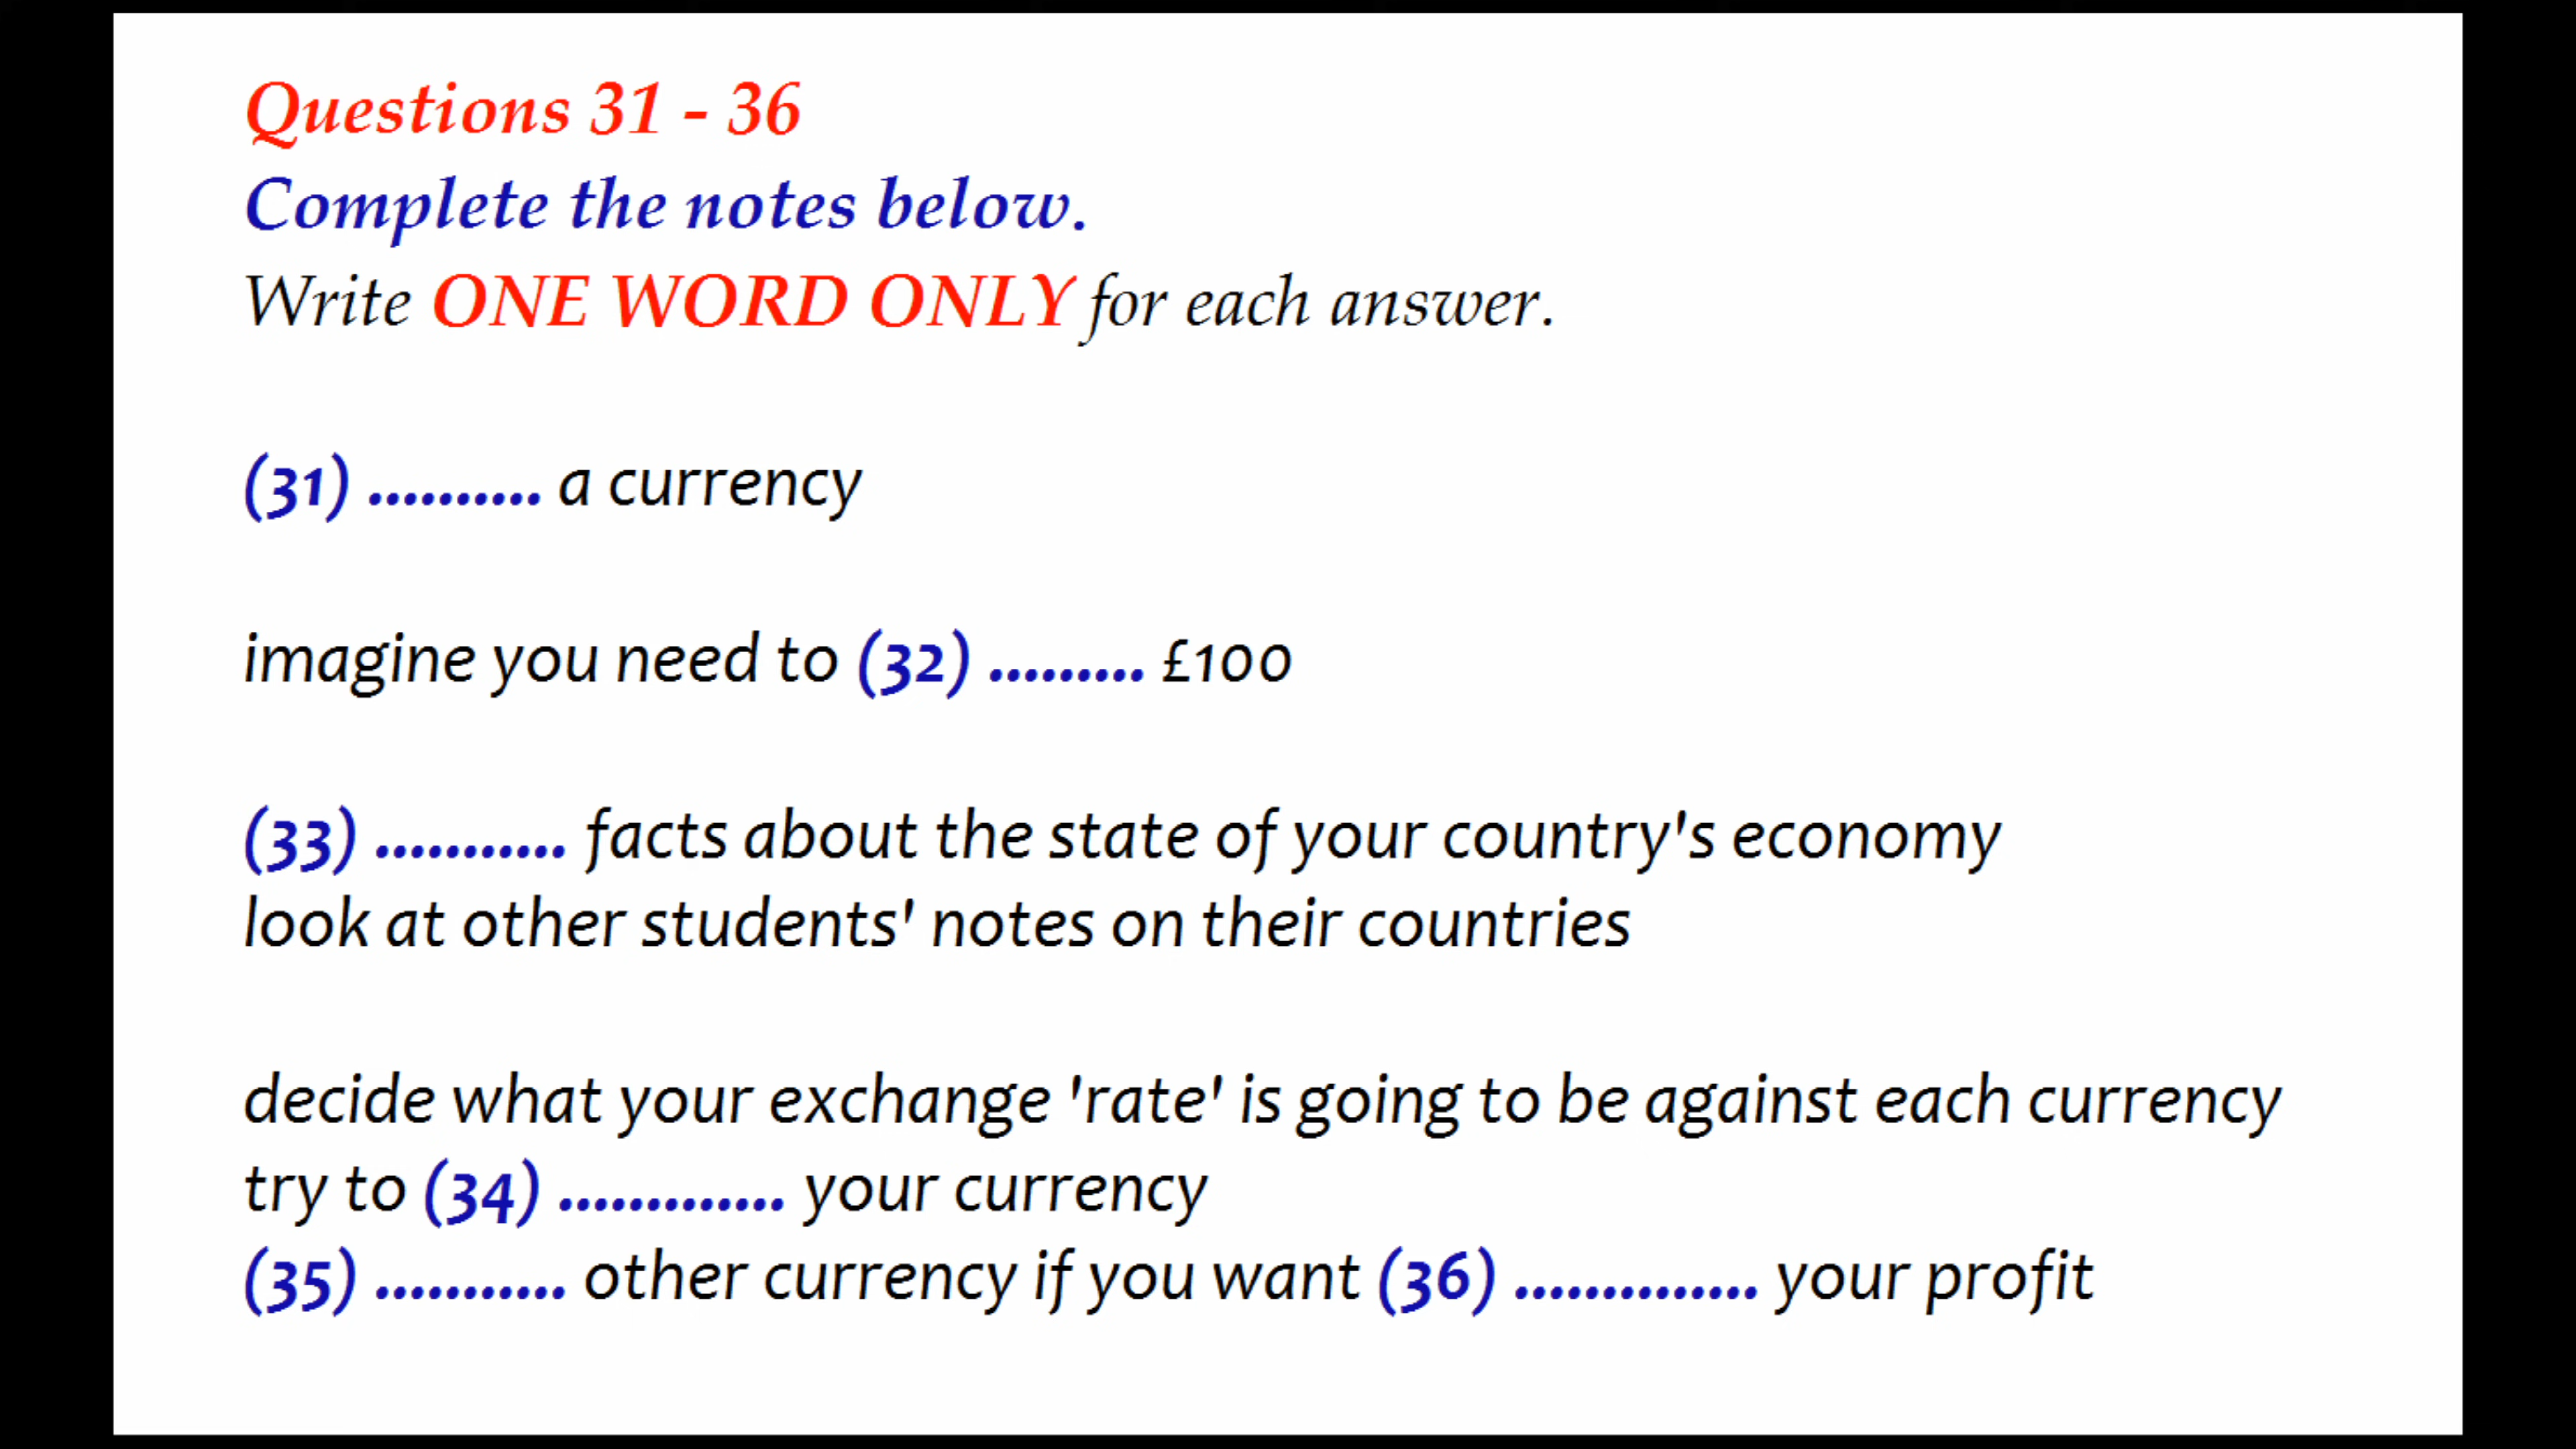 Questions 31 - 36
Complete the notes below.
Write ONE WORD ONLY for each answer.
(31) .......... a currency
imagine you need to (32) ......... £100
(33) ........... facts about the state of your country's economy
look at other students' notes on their countries
decide what your exchange 'rate' is going to be against each currency
try to (34) ............. your currency
(35) ........... other currency if you want (36) .............. your profit